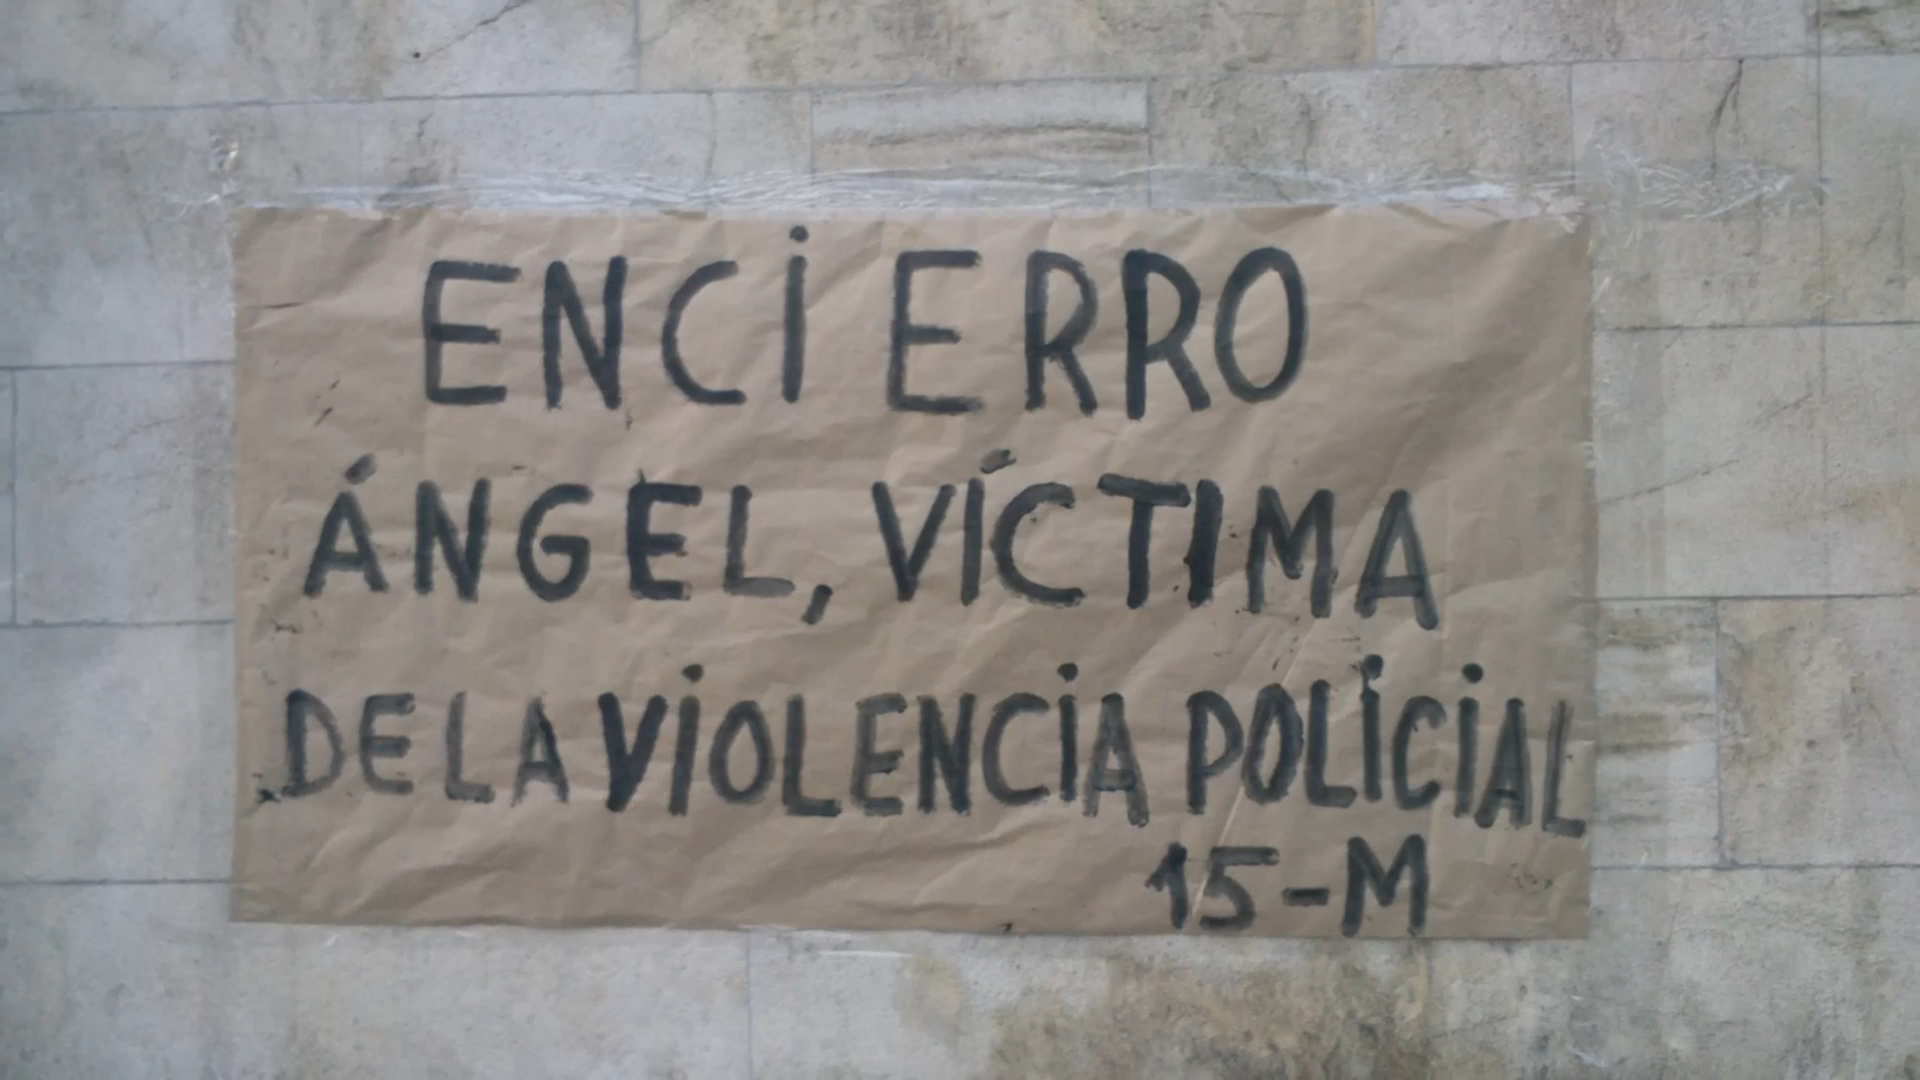 ENCIERRO
ÁNGEL, VÍCTIMA
DE LA VIOLENCIA POLICIAL
15-M